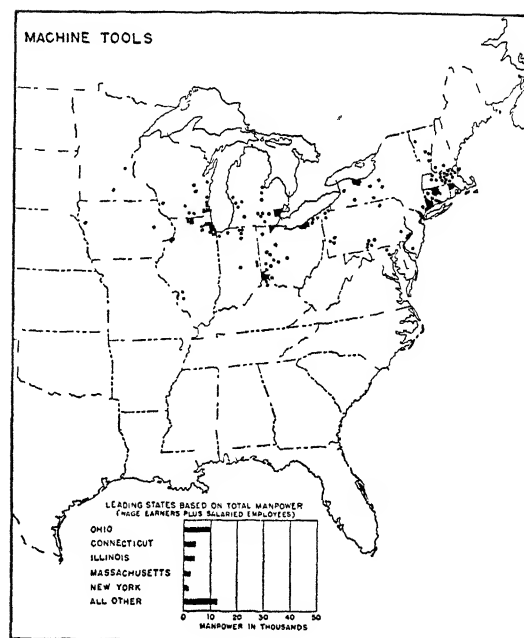 MACHINE TOOLS
LEADING STATES BASED ON TOTAL MANPOWER
(WAGE EARNERS PLUS SALARIED EMPLOYEES)
OHIO
CONNECTICUT
ILLINOIS
MASSACHUSETTS
NEW YORK
ALL OTHER
0 10 20 30 40 50
MANPOWER IN THOUSANDS